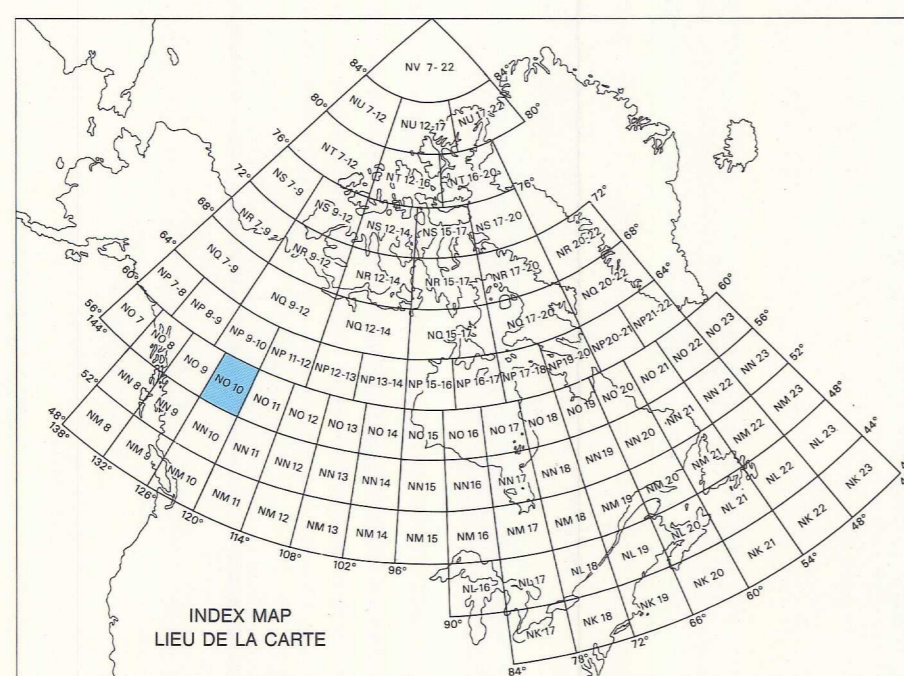 NV 7-22
84°
84°
NU 7-12
NU 12-17
NU 17-22
80°
80°
NT 7-12
NT 12-16
NT 16-20
76°
76°
NS 7-9
NS 9-12
NS 12-14
NS 15-17
NS 17-20
72°
72°
NR 7-9
NR 9-12
NR 12-14
NR 15-17
NR 17-20
NR 20-22
68°
68°
NQ 7-9
NQ 9-12
NQ 12-14
NQ 15-17
NQ 17-20
NQ 20-22
64°
64°
NP 7-8
NP 8-9
NP 9-10
NP 11-12
NP 12-13
NP 13-14
NP 15-16
NP 16-17
NP 17-18
NP19-20
NP20-21
NP21-22
60°
60°
NO 7
NO 8
NO 9
NO 10
NO 11
NO 12
NO 13
NO 14
NO 15
NO 16
NO 17
NO 18
NO 19
NO 20
NO 21
NO 22
NO 23
56°
144°
56°
NN 8
NN 9
NN10
NN 11
NN 12
NN 13
NN 14
NN15
NN16
NN 17
NN 18
NN19
NN 20
NN 21
NN 22
NN 23
52°
52°
NM 8
NM 9
NM 10
NM 11
NM 12
NM 13
NM 14
NM 15
NM 16
NM 17
NM 18
NM 19
NM 20
NM 21
NM 22
NM 23
48°
138°
48°
NL-16
NL-17
NL 18
NL 19
NL 20
NL 21
NL 22
NL 23
44°
NK 17
NK 18
NK 19
NK 20
NK 21
NK 22
NK 23
132°
126°
120°
114°
108°
102°
96°
90°
84°
78°
72°
66°
60°
54°
48°
INDEX MAP
LIEU DE LA CARTE